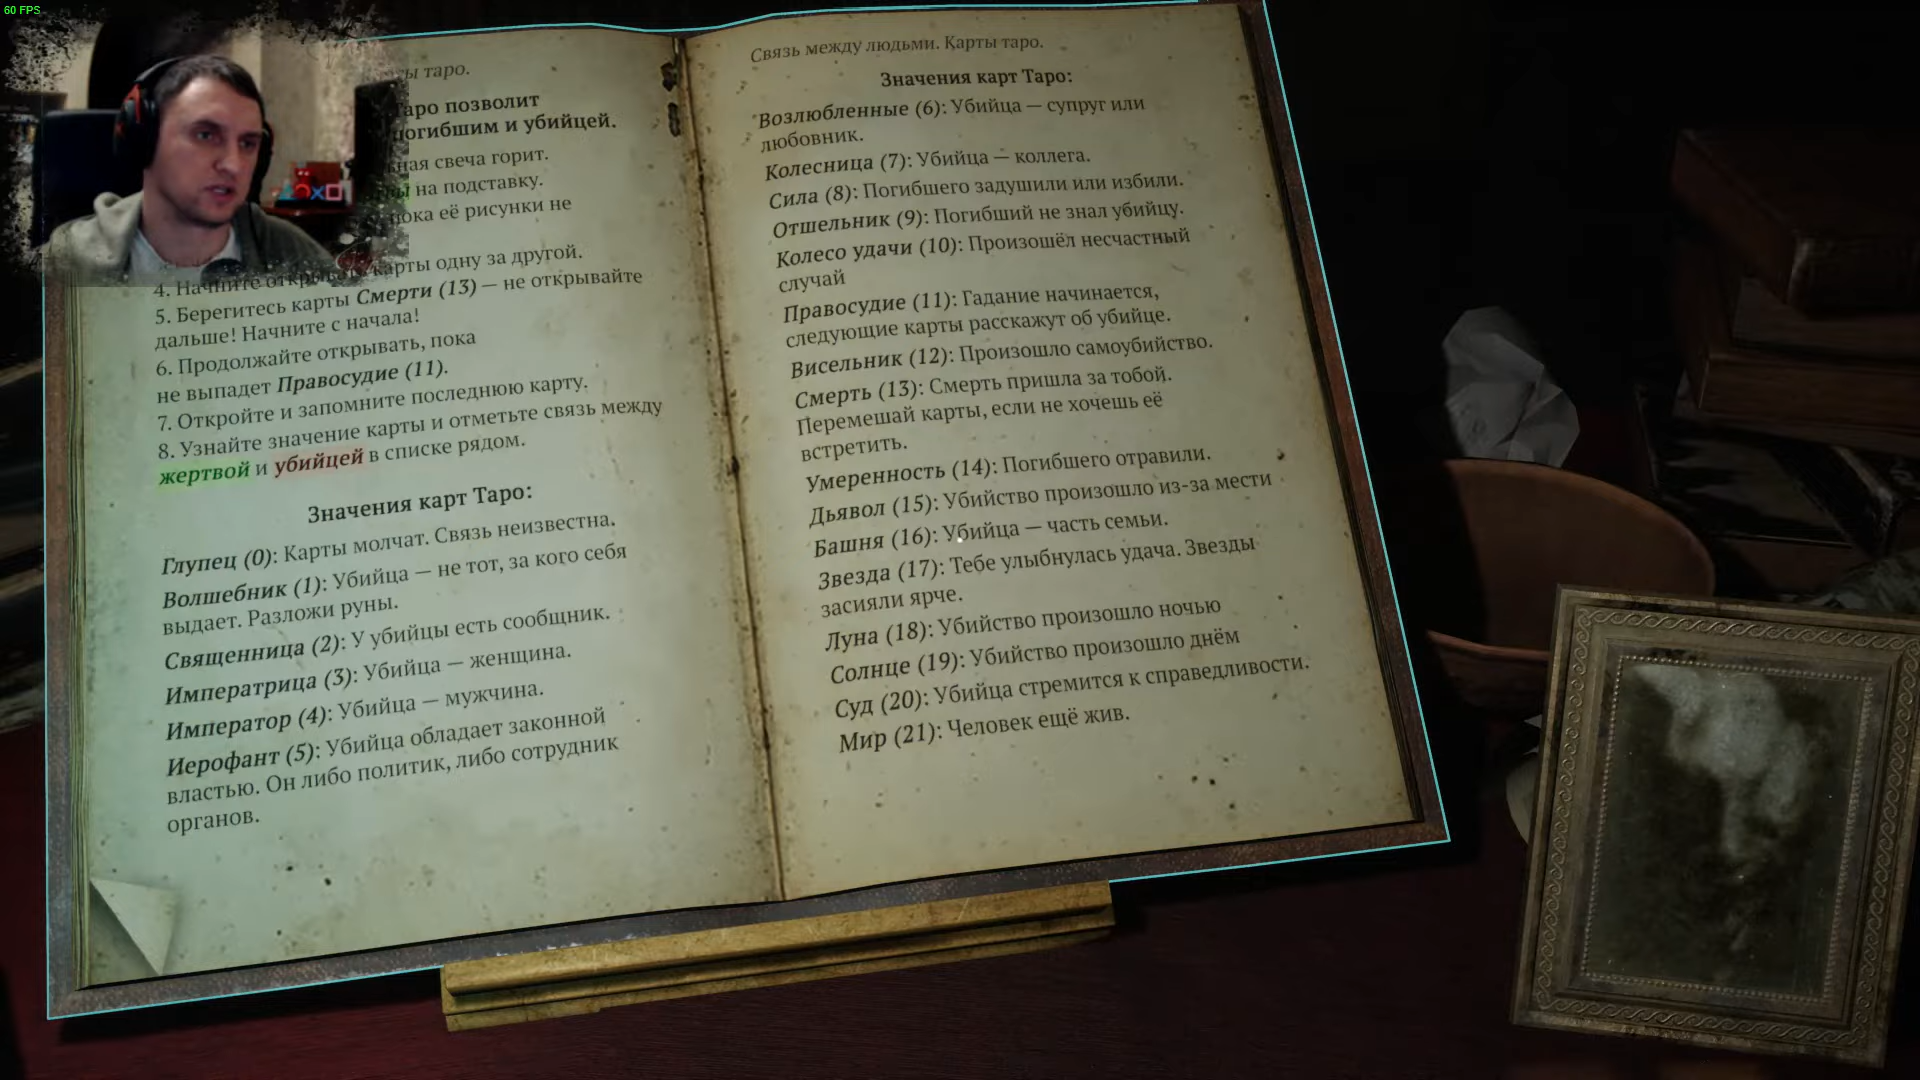 60 FPS
ты таро.
Таро позволит
погибшим и убийцей.
свеча горит.
на подставку.
пока её рисунки не
4. Начните открывать карты одну за другой.
5. Берегитесь карты Смерти (13) — не открывайте
дальше! Начните с начала!
6. Продолжайте открывать, пока
не выпадет Правосудие (11).
7. Откройте и запомните последнюю карту.
8. Узнайте значение карты и отметьте связь между
жертвой и убийцей в списке рядом.
Значения карт Таро:
Глупец (0): Карты молчат. Связь неизвестна.
Волшебник (1): Убийца — не тот, за кого себя
выдает. Разложи руны.
Священница (2): У убийцы есть сообщник.
Императрица (3): Убийца — женщина.
Император (4): Убийца — мужчина.
Иерофант (5): Убийца обладает законной
властью. Он либо политик, либо сотрудник
органов.
Связь между людьми. Карты таро.
Значения карт Таро:
Возлюбленные (6): Убийца — супруг или
любовник.
Колесница (7): Убийца — коллега.
Сила (8): Погибшего задушили или избили.
Отшельник (9): Погибший не знал убийцу.
Колесо удачи (10): Произошёл несчастный
случай
Правосудие (11): Гадание начинается,
следующие карты расскажут об убийце.
Висельник (12): Произошло самоубийство.
Смерть (13): Смерть пришла за тобой.
Перемешай карты, если не хочешь её
встретить.
Умеренность (14): Погибшего отравили.
Дьявол (15): Убийство произошло из-за мести
Башня (16): Убийца — часть семьи.
Звезда (17): Тебе улыбнулась удача. Звезды
засияли ярче.
Луна (18): Убийство произошло ночью
Солнце (19): Убийство произошло днём
Суд (20): Убийца стремится к справедливости.
Мир (21): Человек ещё жив.